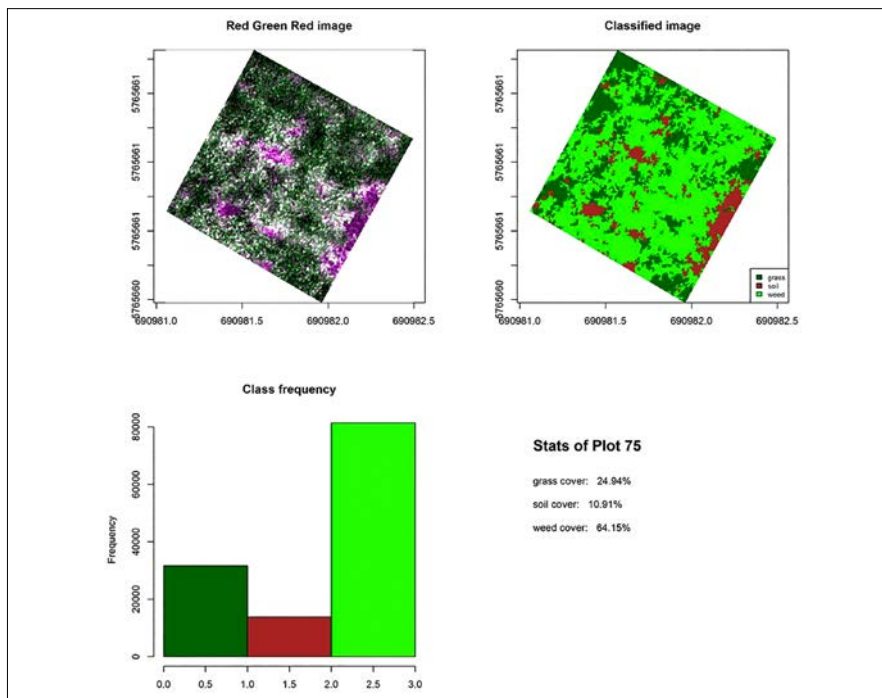 Red Green Red image
5765661
5765661
5765661
5765660
690981.0 690981.5 690982.0 690982.5
Classified image
5765661
5765661
5765661
5765660
grass
soil
weed
690981.0 690981.5 690982.0 690982.5
Class frequency
Frequency
80000
60000
40000
20000
0
0.0 0.5 1.0 1.5 2.0 2.5 3.0
Stats of Plot 75
grass cover: 24.94%
soil cover: 10.91%
weed cover: 64.15%